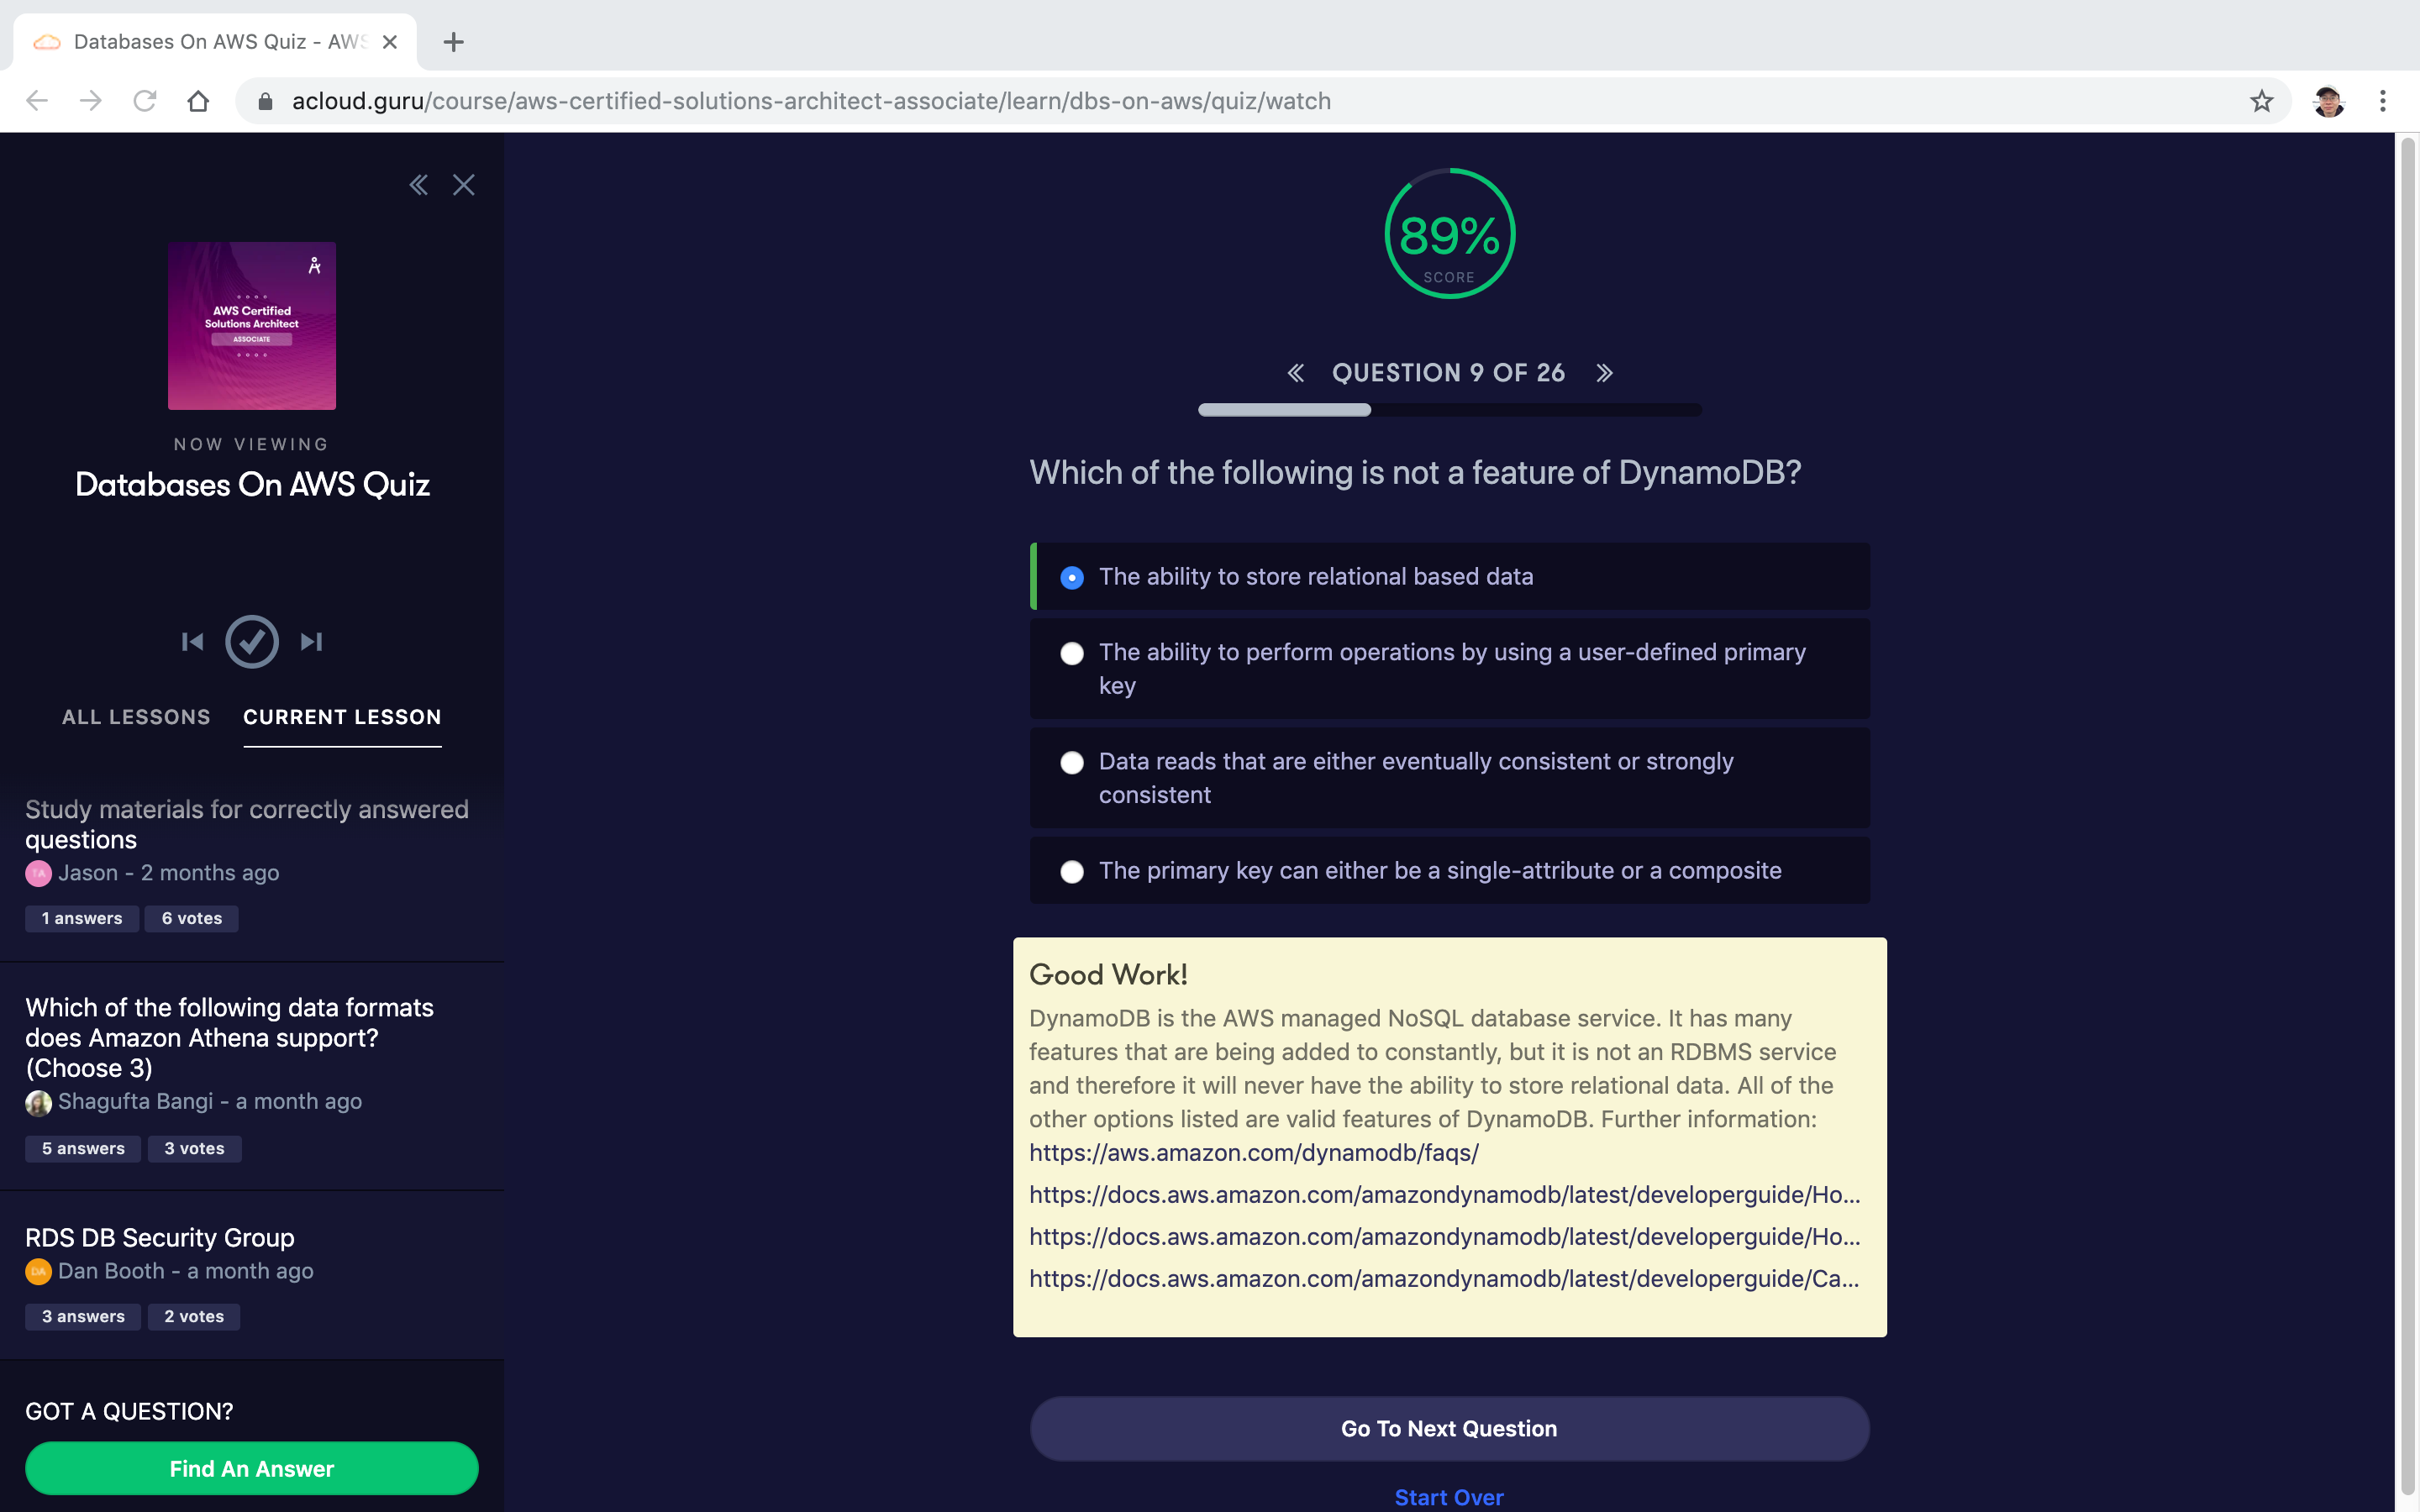 Databases On AWS Quiz - AWS
acloud.guru/course/aws-certified-solutions-architect-associate/learn/dbs-on-aws/quiz/watch
AWS Certified
Solutions Architect
ASSOCIATE
NOW VIEWING
Databases On AWS Quiz
ALL LESSONS
CURRENT LESSON
Study materials for correctly answered
questions
TA
Jason - 2 months ago
1 answers
6 votes
Which of the following data formats
does Amazon Athena support?
(Choose 3)
Shagufta Bangi - a month ago
5 answers
3 votes
RDS DB Security Group
DA
Dan Booth - a month ago
3 answers
2 votes
GOT A QUESTION?
Find An Answer
89%
SCORE
QUESTION 9 OF 26
Which of the following is not a feature of DynamoDB?
The ability to store relational based data
The ability to perform operations by using a user-defined primary
key
Data reads that are either eventually consistent or strongly
consistent
The primary key can either be a single-attribute or a composite
Good Work!
DynamoDB is the AWS managed NoSQL database service. It has many
features that are being added to constantly, but it is not an RDBMS service
and therefore it will never have the ability to store relational data. All of the
other options listed are valid features of DynamoDB. Further information:
https://aws.amazon.com/dynamodb/faqs/
https://docs.aws.amazon.com/amazondynamodb/latest/developerguide/Ho...
https://docs.aws.amazon.com/amazondynamodb/latest/developerguide/Ho...
https://docs.aws.amazon.com/amazondynamodb/latest/developerguide/Ca...
Go To Next Question
Start Over